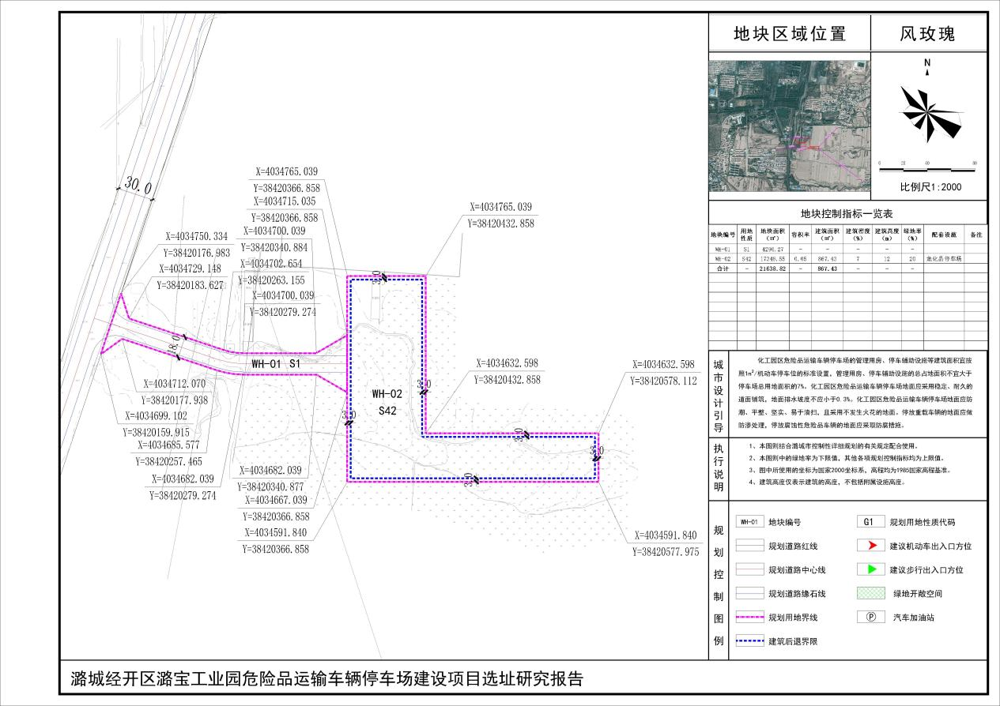 地块区域位置
风玫瑰
N
0 20 40 80
比例尺1:2000
地块控制指标一览表
地块编号 用地性质 地块面积(㎡) 容积率 建筑面积(㎡) 建筑密度(%) 建筑高度(m) 绿地率(%) 配套设施 备注
WH-01 S1 4290.27 - - - - -
WH-02 S42 17348.55 0.05 867.43 7 12 20 危化品停车场
合计 - 21638.82 - 867.43 - - -
城市设计引导
化工园区危险品运输车辆停车场的管理用房、停车辅助设施等建筑面积宜按
照1m²/机动车停车位的标准设置，管理用房、停车辅助设施的总占地面积不宜大于
停车场总用地面积的7%。化工园区危险品运输车辆停车场地面应采用稳定、耐久的
道面铺筑，地面排水坡度不应小于0.3%。化工园区危险品运输车辆停车场地面应防
潮、平整、坚实、易于清扫，且采用不发生火花的地面。停放重载车辆的地面应做
防渗处理，停放腐蚀性危险品车辆的地面应采取防腐措施。
执行说明
1、本图则结合潞城市控制性详细规划的有关规定配合使用。
2、本图则中的绿地率为下限值，其他各项规划控制指标均为上限值。
3、图中所使用的坐标为国家2000坐标系，高程均为1985国家高程基准。
4、建筑高度仅表示建筑的高度，不包括附属设施高度。
规划控制图例
WH-01 地块编号
G1 规划用地性质代码
规划道路红线
建议机动车出入口方位
规划道路中心线
建议步行出入口方位
规划道路缘石线
绿地开敞空间
规划用地界线
P 汽车加油站
建筑后退界限
30.0
X=4034765.039
Y=38420366.858
X=4034715.035
Y=38420366.858
X=4034700.039
Y=38420340.884
X=4034702.654
Y=38420263.155
X=4034700.039
Y=38420279.274
X=4034750.334
Y=38420176.983
X=4034729.148
Y=38420183.627
X=4034765.039
Y=38420432.858
3.0
18.0
WH-01 S1
WH-02
S42
3.0
3.0
3.0
3.0
3.0
X=4034632.598
Y=38420432.858
X=4034632.598
Y=38420578.112
X=4034712.070
Y=38420177.938
X=4034699.102
Y=38420159.915
X=4034685.577
Y=38420257.465
X=4034682.039
Y=38420279.274
X=4034682.039
Y=38420340.877
X=4034667.039
Y=38420366.858
X=4034591.840
Y=38420366.858
X=4034591.840
Y=38420577.975
潞城经开区潞宝工业园危险品运输车辆停车场建设项目选址研究报告